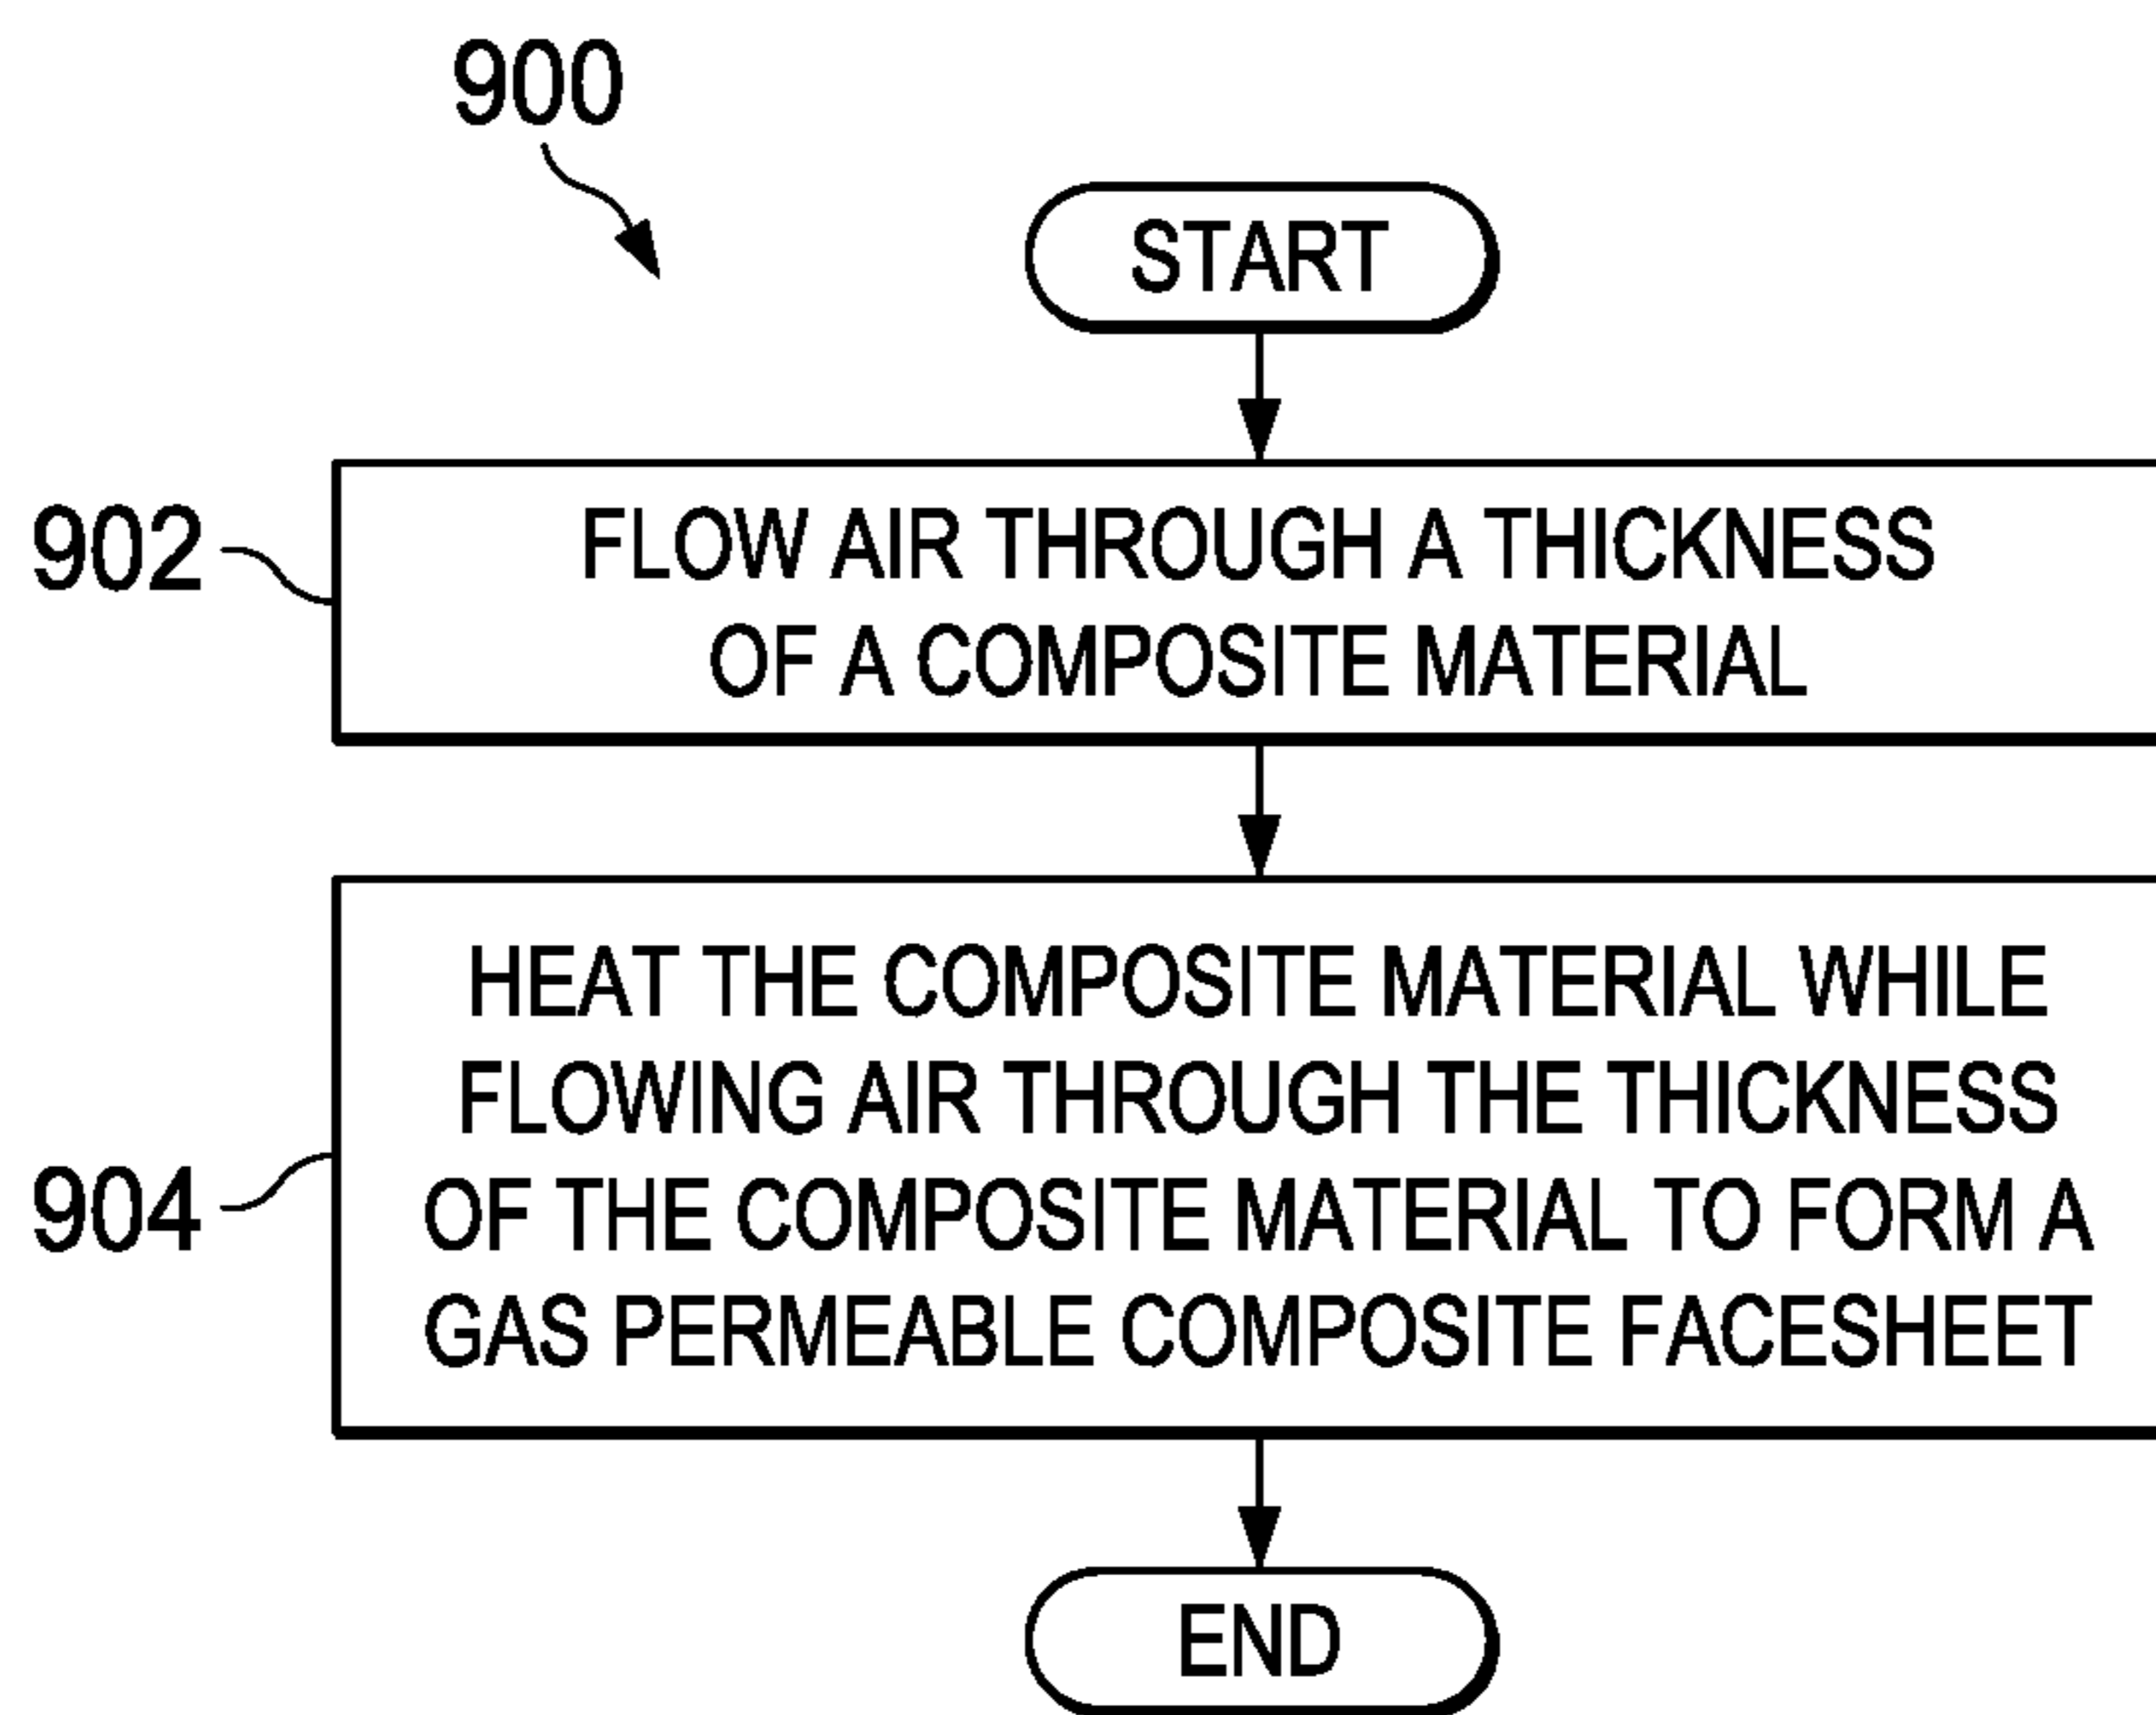 900
START
902
FLOW AIR THROUGH A THICKNESS
OF A COMPOSITE MATERIAL
HEAT THE COMPOSITE MATERIAL WHILE
FLOWING AIR THROUGH THE THICKNESS
904
OF THE COMPOSITE MATERIAL TO FORM A
GAS PERMEABLE COMPOSITE FACESHEET
END